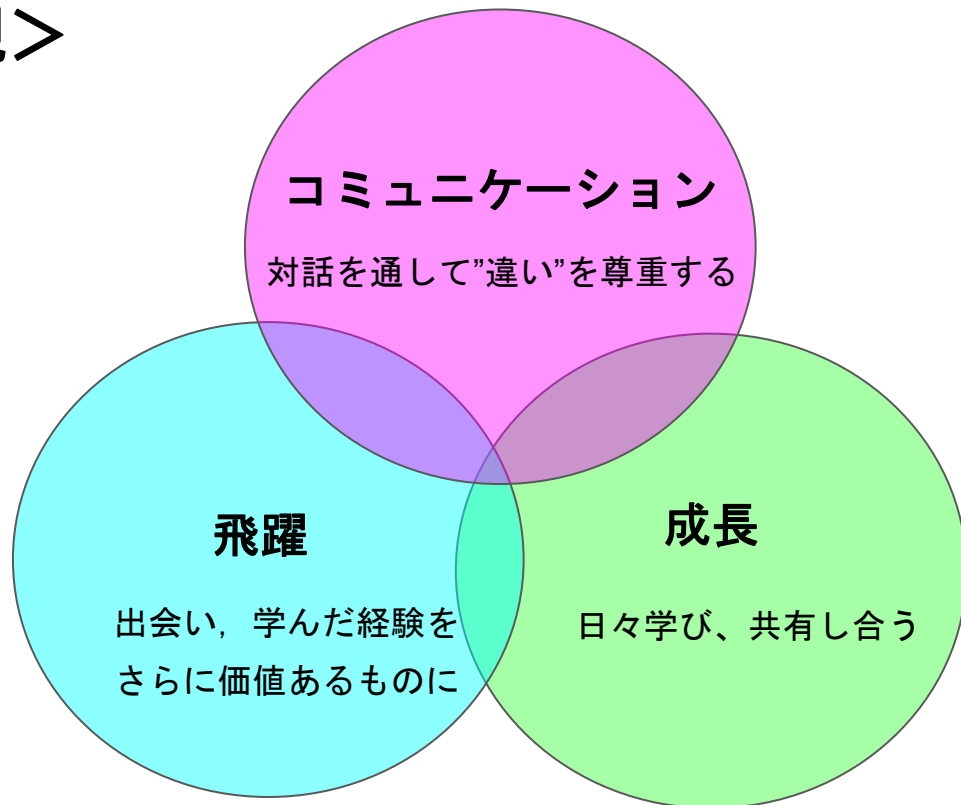 ＞
コミュニケーション
対話を通して”違い”を尊重する
飛躍
出会い，学んだ経験を
さらに価値あるものに
成長
日々学び、共有し合う